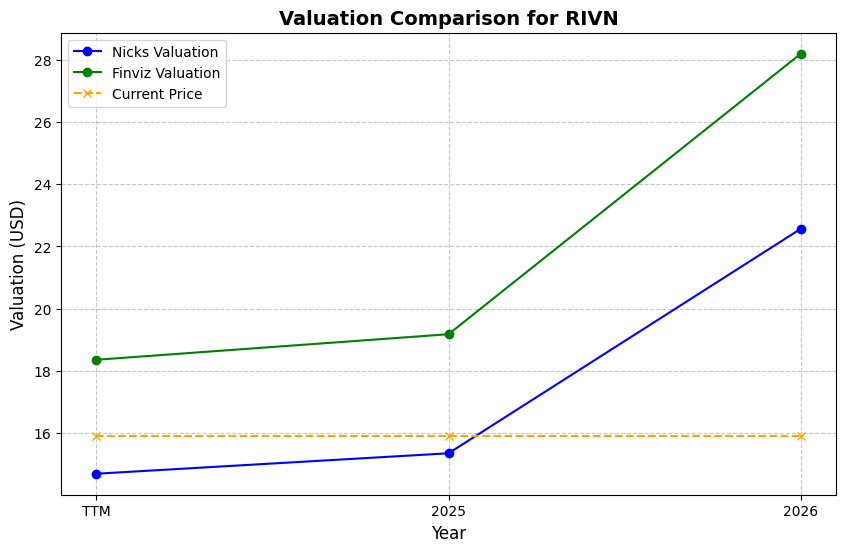 Valuation Comparison for RIVN
Nicks Valuation
Finviz Valuation
Current Price
Valuation (USD)
28
26
24
22
20
18
16
TTM
2025
2026
Year